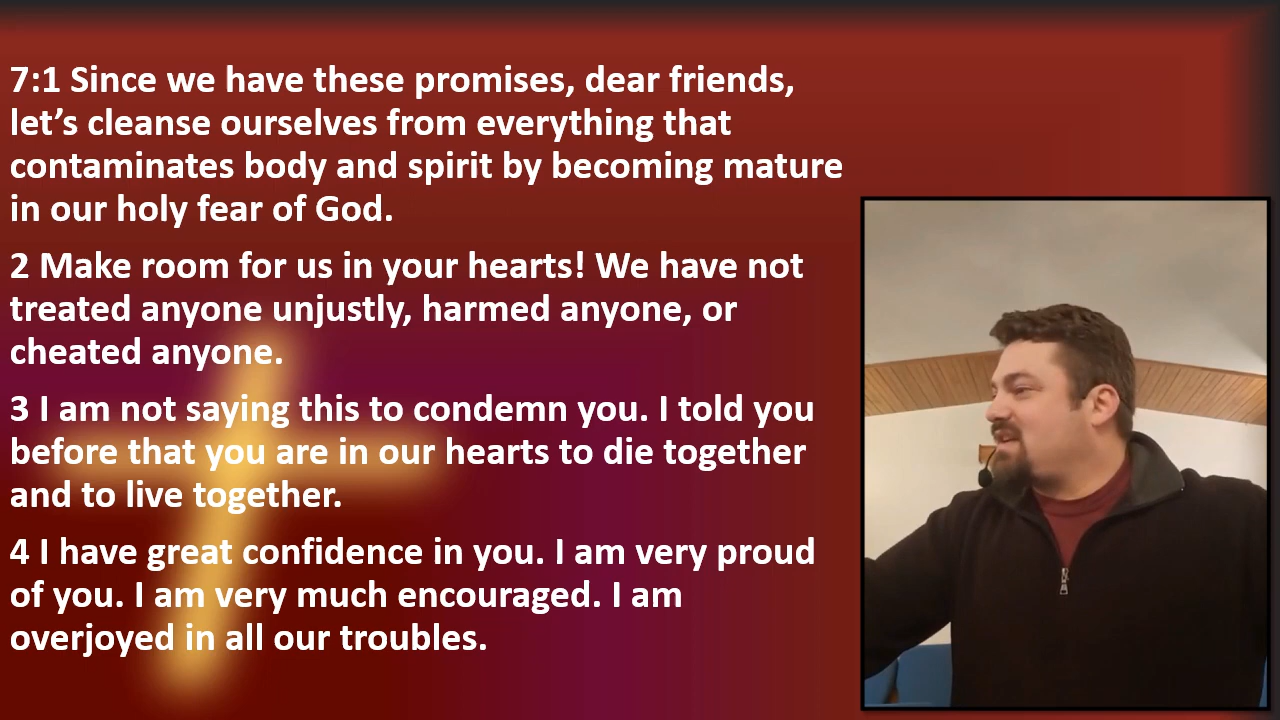 7:1 Since we have these promises, dear friends,
let’s cleanse ourselves from everything that
contaminates body and spirit by becoming mature
in our holy fear of God.
2 Make room for us in your hearts! We have not
treated anyone unjustly, harmed anyone, or
cheated anyone.
3 I am not saying this to condemn you. I told you
before that you are in our hearts to die together
and to live together.
4 I have great confidence in you. I am very proud
of you. I am very much encouraged. I am
overjoyed in all our troubles.